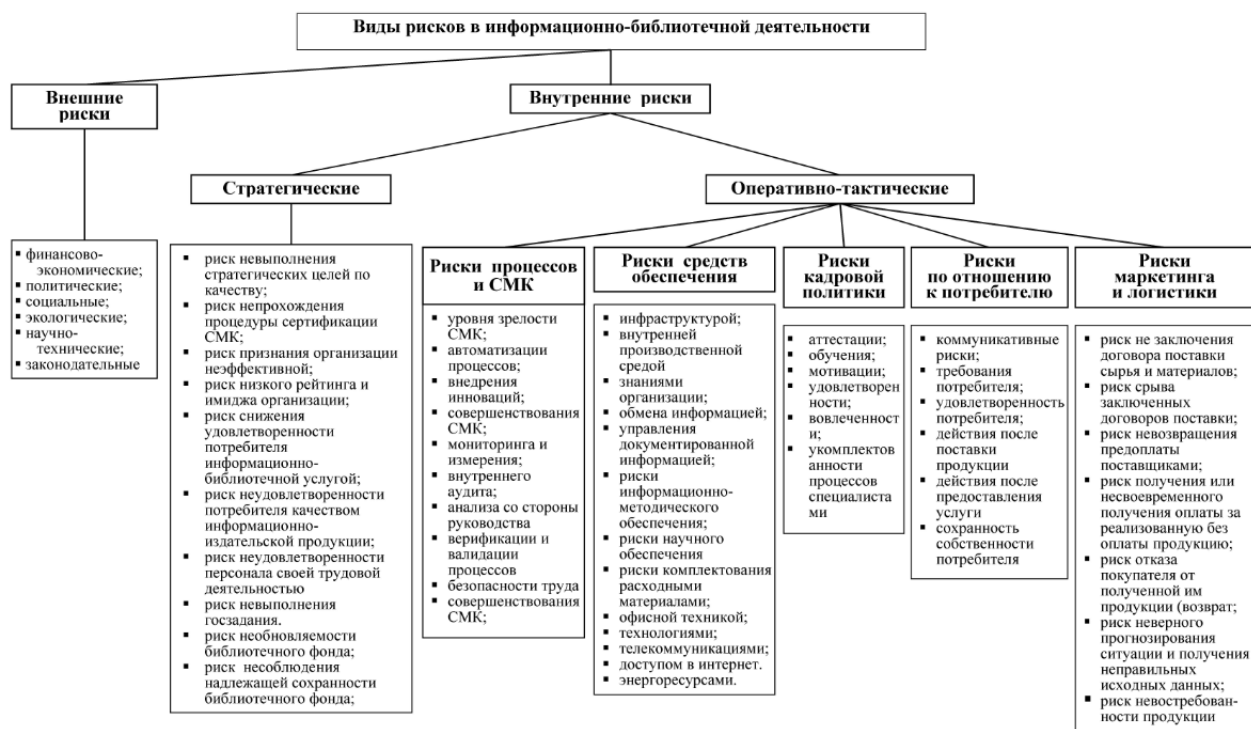 Виды рисков в информационно-библиотечной деятельности
Внешние
риски
Внутренние риски
Стратегические
Оперативно-тактические
▪ финансово-
экономические;
▪ политические;
▪ социальные;
▪ экологические;
▪ научно-
технические;
▪ законодательные
▪ риск невыполнения
стратегических целей по
качеству;
▪ риск непрохождения
процедуры сертификации
СМК;
▪ риск признания организации
неэффективной;
▪ риск низкого рейтинга и
имиджа организации;
▪ риск снижения
удовлетворенности
потребителя
информационно-
библиотечной услугой;
▪ риск неудовлетворенности
потребителя качеством
информационно-
издательской продукции;
▪ риск неудовлетворенности
персонала своей трудовой
деятельностью
▪ риск невыполнения
госзадания.
▪ риск необновляемости
библиотечного фонда;
▪ риск несоблюдения
надлежащей сохранности
библиотечного фонда;
Риски процессов
и СМК
▪ уровня зрелости
СМК;
▪ автоматизации
процессов;
▪ внедрения
инноваций;
▪ совершенствования
СМК;
▪ мониторинга и
измерения;
▪ внутреннего
аудита;
▪ анализа со стороны
руководства
▪ верификации и
валидации
процессов
▪ безопасности труда
▪ совершенствования
СМК;
Риски средств
обеспечения
▪ инфраструктурой;
▪ внутренней
производственной
средой
▪ знаниями
организации;
▪ обмена информацией;
▪ управления
документированной
информацией;
▪ риски
информационно-
методического
обеспечения;
▪ риски научного
обеспечения
▪ риски комплектования
расходными
материалами;
▪ офисной техникой;
▪ технологиями;
▪ телекоммуникациями;
▪ доступом в интернет.
▪ энергоресурсами.
Риски
кадровой
политики
▪ аттестации;
▪ обучения;
▪ мотивации;
▪ удовлетворен
ности;
▪ вовлеченност
и;
▪ укомплектов
анности
процессов
специалиста
ми
Риски
по отношению
к потребителю
▪ коммуникативные
риски;
▪ требования
потребителя;
▪ удовлетворенность
потребителя;
▪ действия после
поставки
продукции
▪ действия после
предоставления
услуги
▪ сохранность
собственности
потребителя
Риски
маркетинга
и логистики
▪ риск не заключения
договора поставки
сырья и материалов;
▪ риск срыва
заключенных
договоров поставки;
▪ риск невозвращения
предоплаты
поставщиками;
▪ риск получения или
несвоевременного
получения оплаты за
реализованную без
оплаты продукцию;
▪ риск отказа
покупателя от
полученной им
продукции (возврат;
▪ риск неверного
прогнозирования
ситуации и получения
неправильных
исходных данных;
▪ риск невостребован-
ности продукции